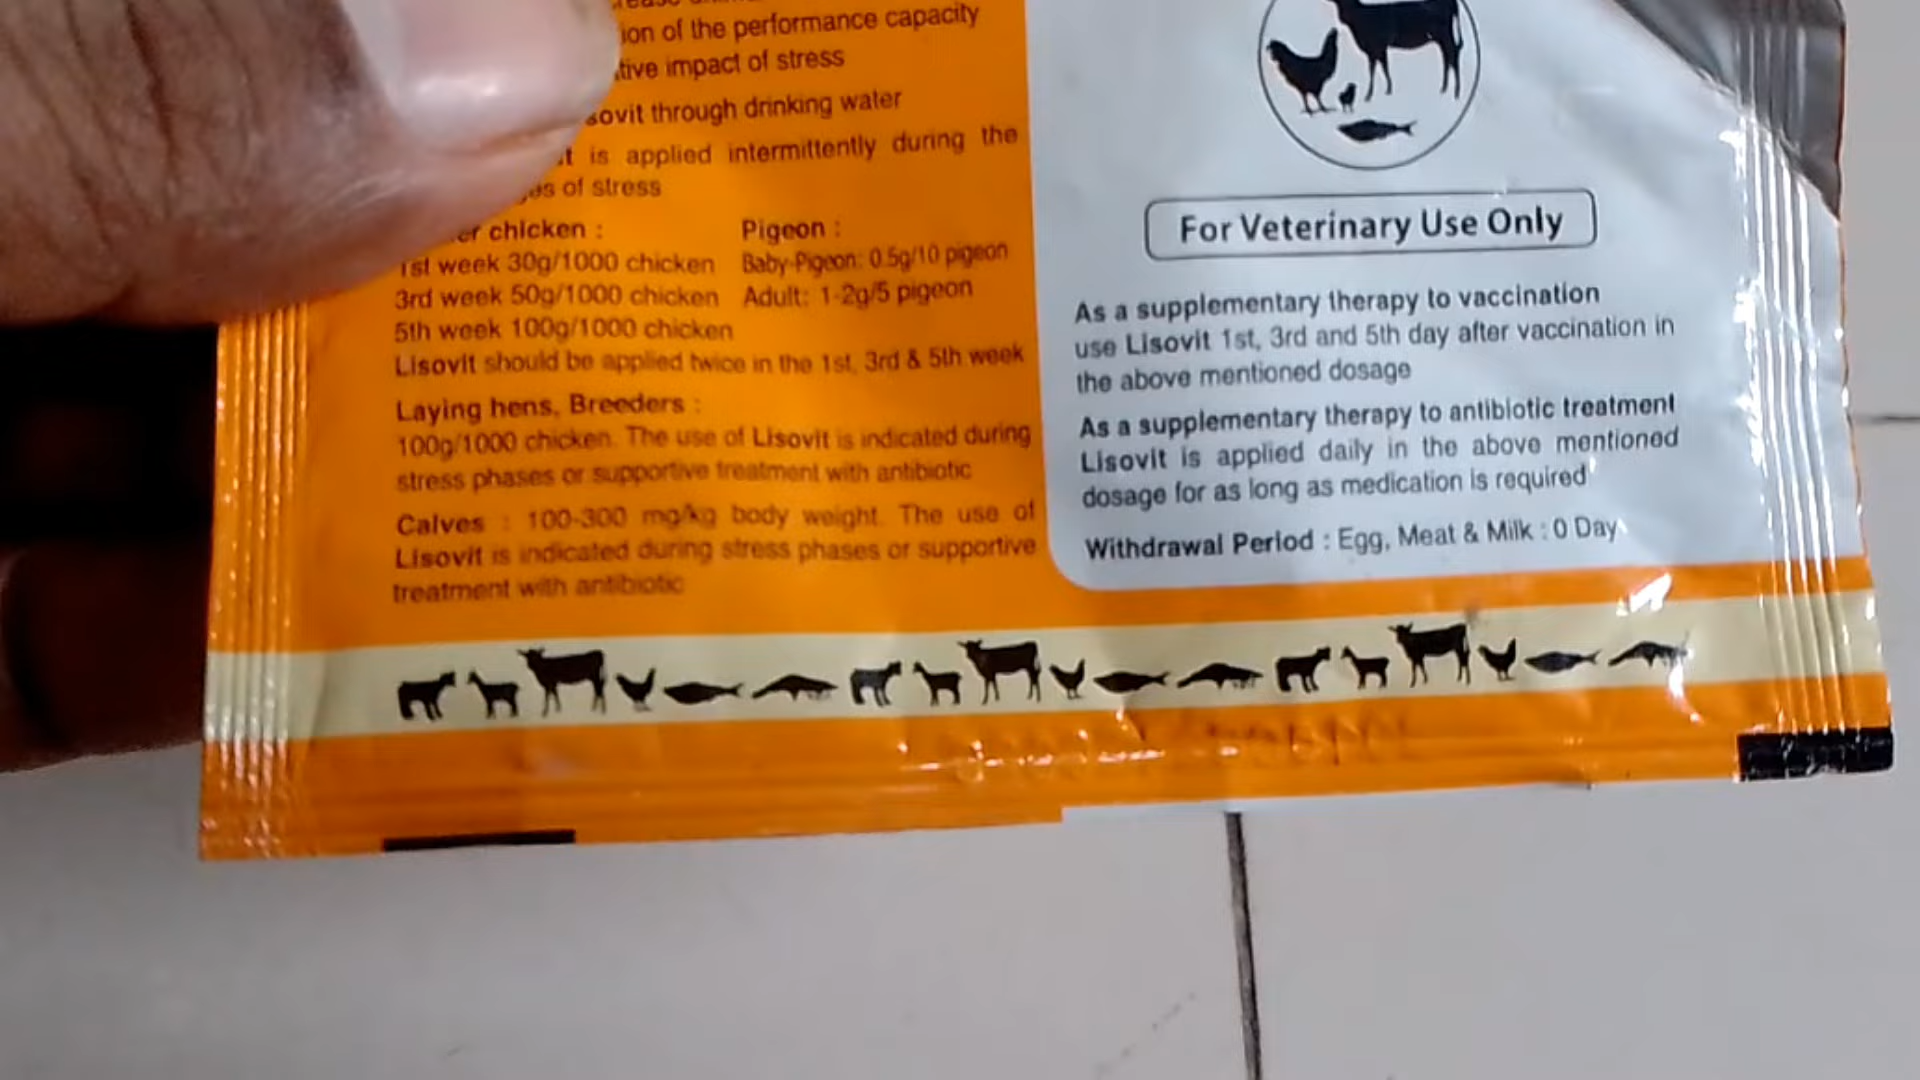 ion of the performance capacity
tive impact of stress
sovit through drinking water
is applied intermittently during the
of stress
chicken :
1st week 30g/1000 chicken
3rd week 50g/1000 chicken
5th week 100g/1000 chicken
Pigeon :
Baby-Pigeon: 0.5g/10 pigeon
Adult: 1-2g/5 pigeon
Lisovit should be applied twice in the 1st, 3rd & 5th week
Laying hens, Breeders :
100g/1000 chicken. The use of Lisovit is indicated during
stress phases or supportive treatment with antibiotic
Calves : 100-300 mg/kg body weight. The use of
Lisovit is indicated during stress phases or supportive
treatment with antibiotic
For Veterinary Use Only
As a supplementary therapy to vaccination
use Lisovit 1st, 3rd and 5th day after vaccination in
the above mentioned dosage
As a supplementary therapy to antibiotic treatment
Lisovit is applied daily in the above mentioned
dosage for as long as medication is required
Withdrawal Period : Egg, Meat & Milk : 0 Day